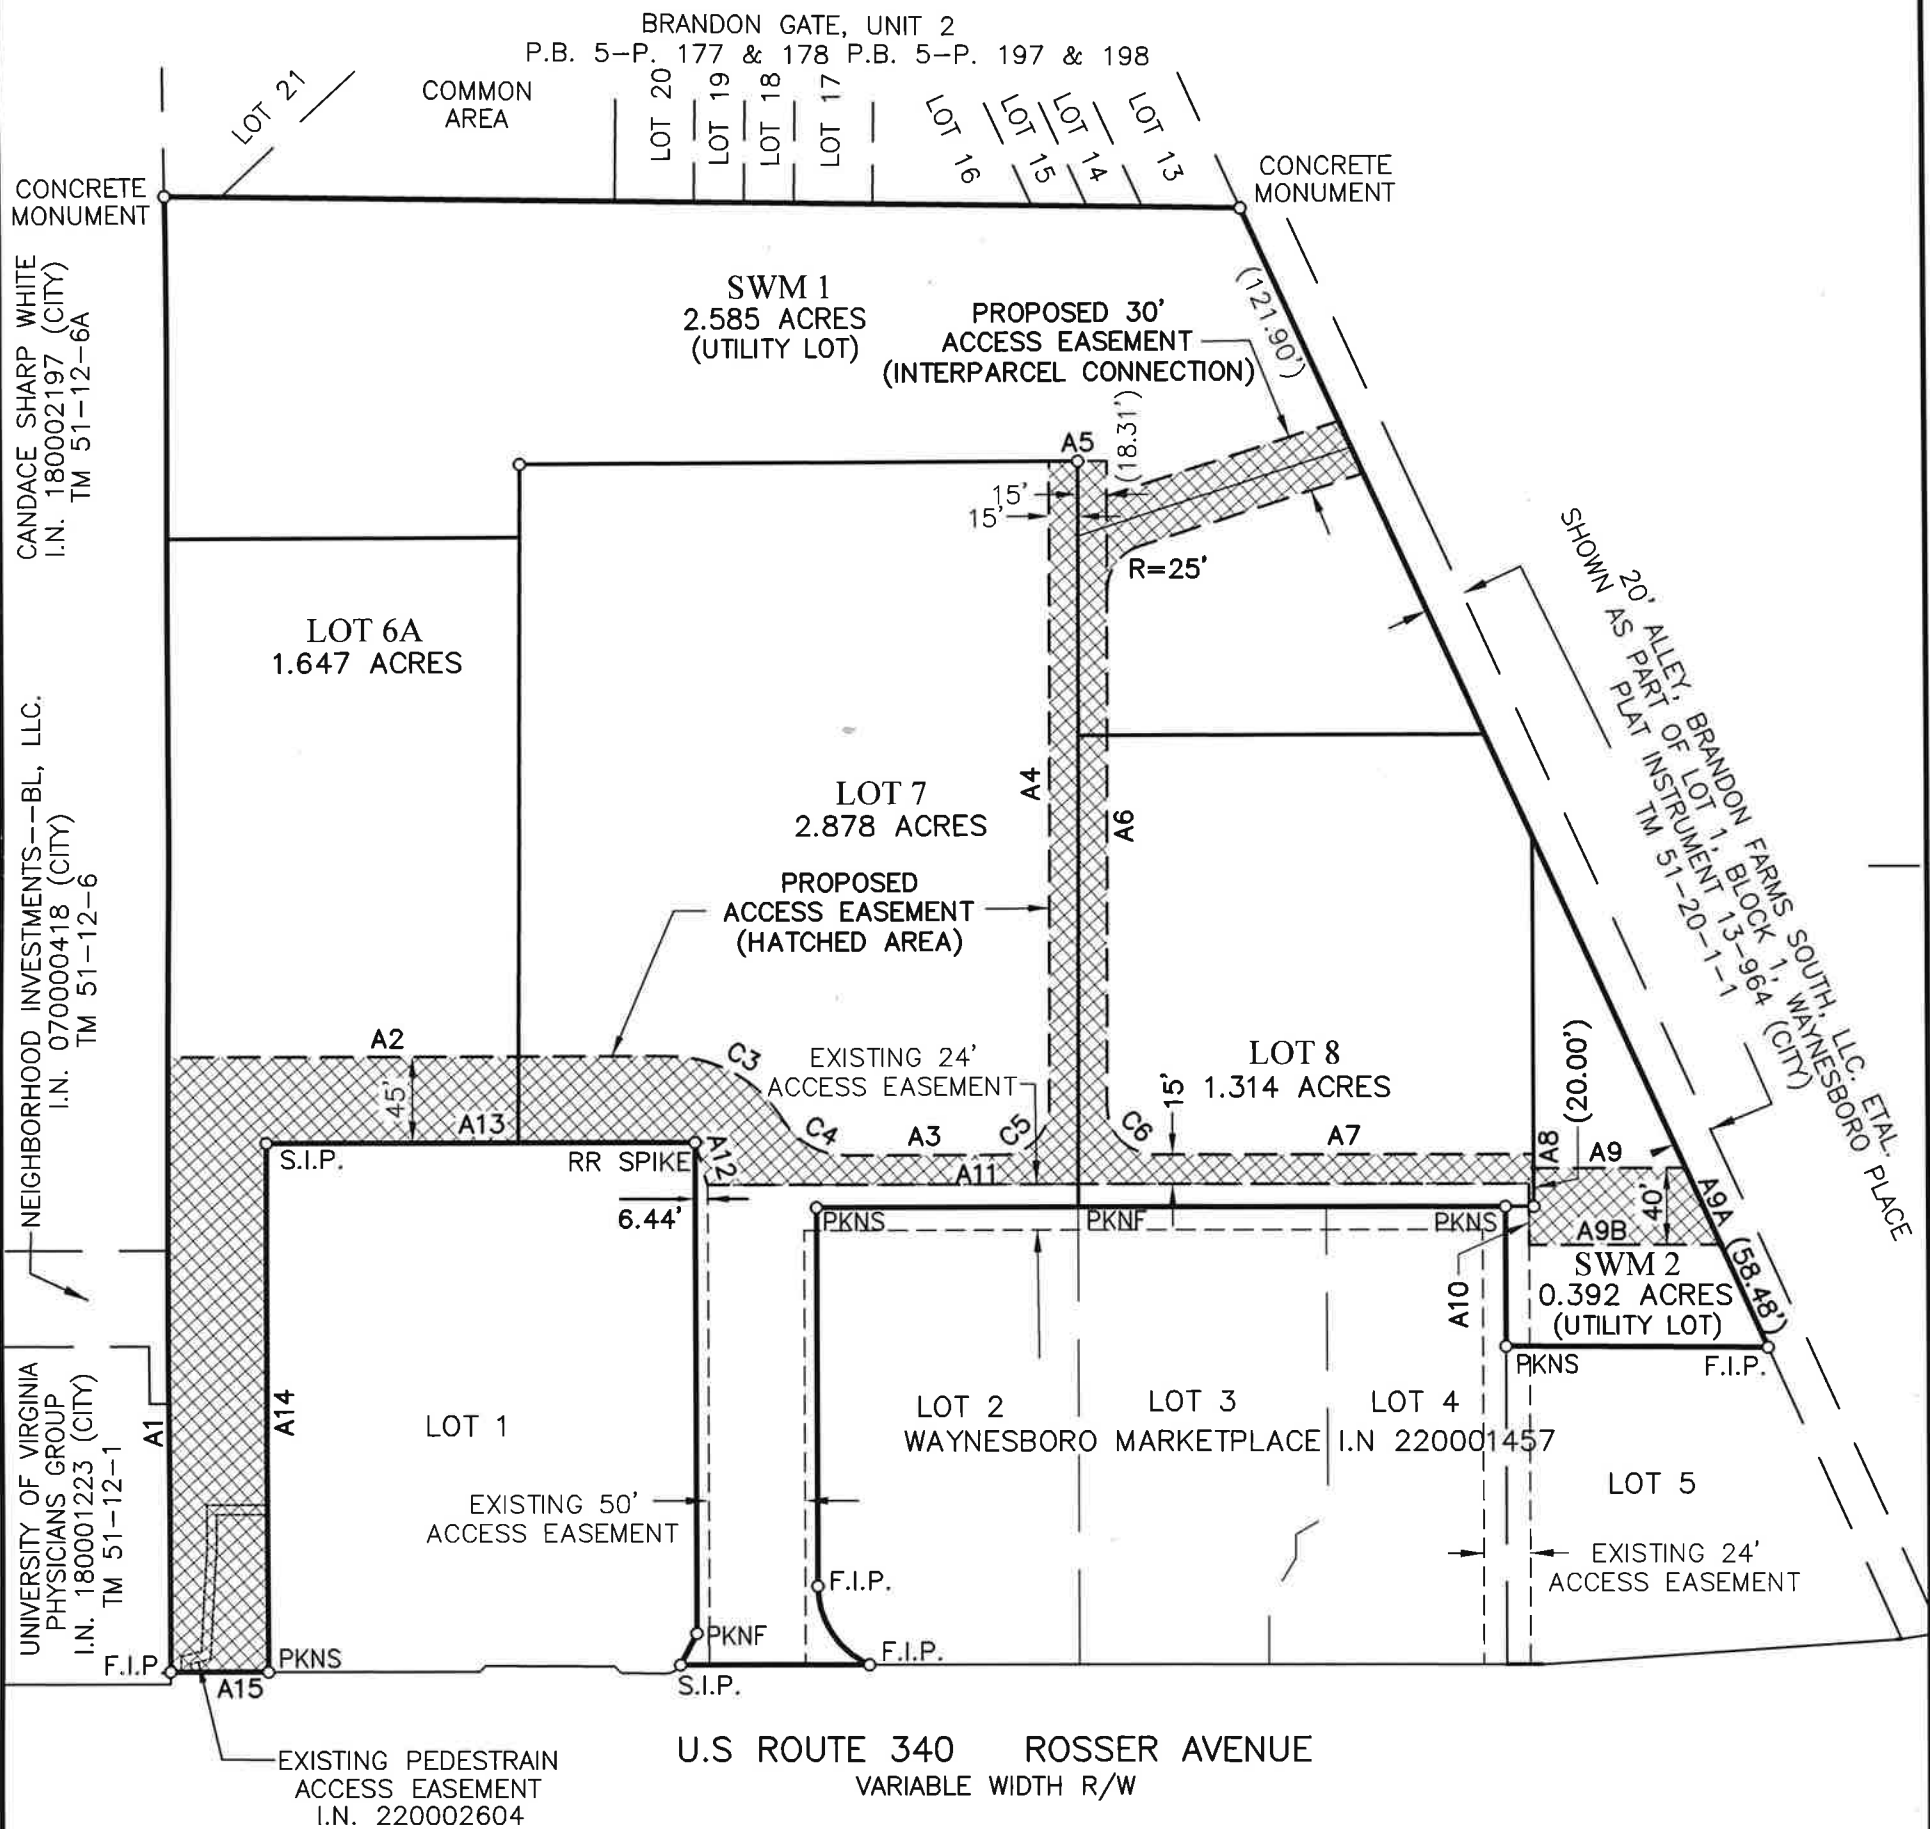 BRANDON GATE, UNIT 2
P.B. 5-P. 177 & 178 P.B. 5-P. 197 & 198
LOT 21
COMMON
AREA
LOT 20
LOT 19
LOT 18
LOT 17
LOT 16
LOT 15
LOT 14
LOT 13
CONCRETE
MONUMENT
CONCRETE
MONUMENT
CANDACE SHARP WHITE
I.N. 180002197 (CITY)
TM 51-12-6A
SWM 1
2.585 ACRES
(UTILITY LOT)
PROPOSED 30'
ACCESS EASEMENT
(INTERPARCEL CONNECTION)
(121.90')
(18.31')
A5
15'
15'
R=25'
20' ALLEY, BRANDON FARMS SOUTH, LLC. ETAL.
SHOWN AS PART OF LOT 1, BLOCK 1, WAYNESBORO PLACE
PLAT INSTRUMENT 13-964 (CITY)
TM 51-20-1-1
LOT 6A
1.647 ACRES
NEIGHBORHOOD INVESTMENTS--BL, LLC.
I.N. 070000418 (CITY)
TM 51-12-6
LOT 7
2.878 ACRES
A4
A6
PROPOSED
ACCESS EASEMENT
(HATCHED AREA)
A2
45'
A13
C3
EXISTING 24'
ACCESS EASEMENT
LOT 8
1.314 ACRES
15'
(20.00')
C4
A3
C5
C6
A7
A8
A9
S.I.P.
RR SPIKE
A12
A11
6.44'
40'
A9A
(58.48')
PKNS
PKNF
PKNS
A9B
A10
SWM 2
0.392 ACRES
(UTILITY LOT)
PKNS
F.I.P.
UNIVERSITY OF VIRGINIA
PHYSICIANS GROUP
I.N. 180001223 (CITY)
TM 51-12-1
A1
A14
LOT 1
LOT 2
LOT 3
LOT 4
WAYNESBORO MARKETPLACE I.N 220001457
LOT 5
EXISTING 50'
ACCESS EASEMENT
EXISTING 24'
ACCESS EASEMENT
F.I.P.
PKNF
F.I.P.
F.I.P.
PKNS
A15
S.I.P.
EXISTING PEDESTRAIN
ACCESS EASEMENT
I.N. 220002604
U.S ROUTE 340 ROSSER AVENUE
VARIABLE WIDTH R/W